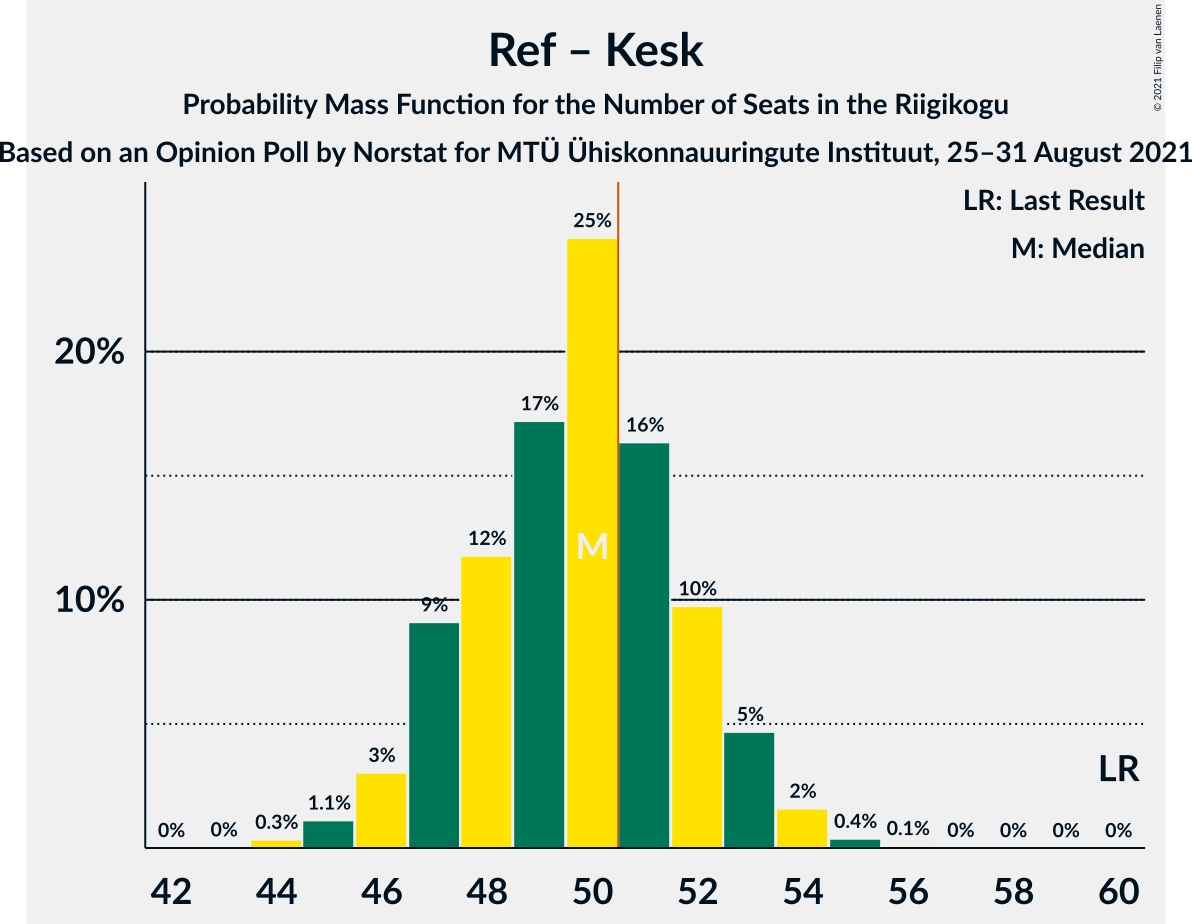 Ref – Kesk
Probability Mass Function for the Number of Seats in the Riigikogu
Based on an Opinion Poll by Norstat for MTÜ Ühiskonnauuringute Instituut, 25–31 August 2021
© 2021 Filip van Laenen
LR: Last Result
M: Median
20%
10%
0%
0%
0.3%
1.1%
3%
9%
12%
17%
25%
16%
10%
5%
2%
0.4%
0.1%
0%
0%
0%
0%
M
LR
42 44 46 48 50 52 54 56 58 60